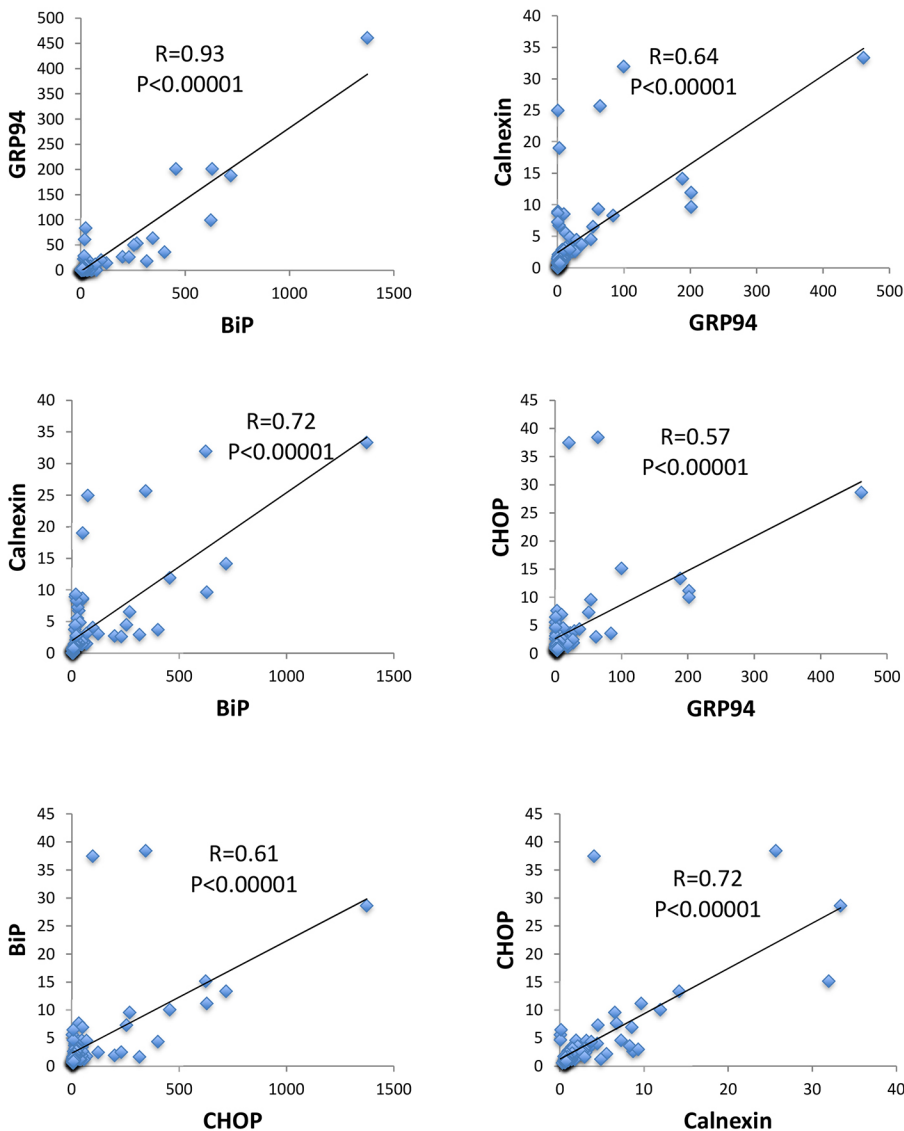 500
450
400
350
300
250
200
150
100
50
0
GRP94
R=0.93
P<0.00001
0 500 1000 1500
BiP
40
35
30
25
20
15
10
5
0
Calnexin
R=0.64
P<0.00001
0 100 200 300 400 500
GRP94
40
35
30
25
20
15
10
5
0
Calnexin
R=0.72
P<0.00001
0 500 1000 1500
BiP
45
40
35
30
25
20
15
10
5
0
CHOP
R=0.57
P<0.00001
0 100 200 300 400 500
GRP94
45
40
35
30
25
20
15
10
5
0
BiP
R=0.61
P<0.00001
0 500 1000 1500
CHOP
45
40
35
30
25
20
15
10
5
0
CHOP
R=0.72
P<0.00001
0 10 20 30 40
Calnexin